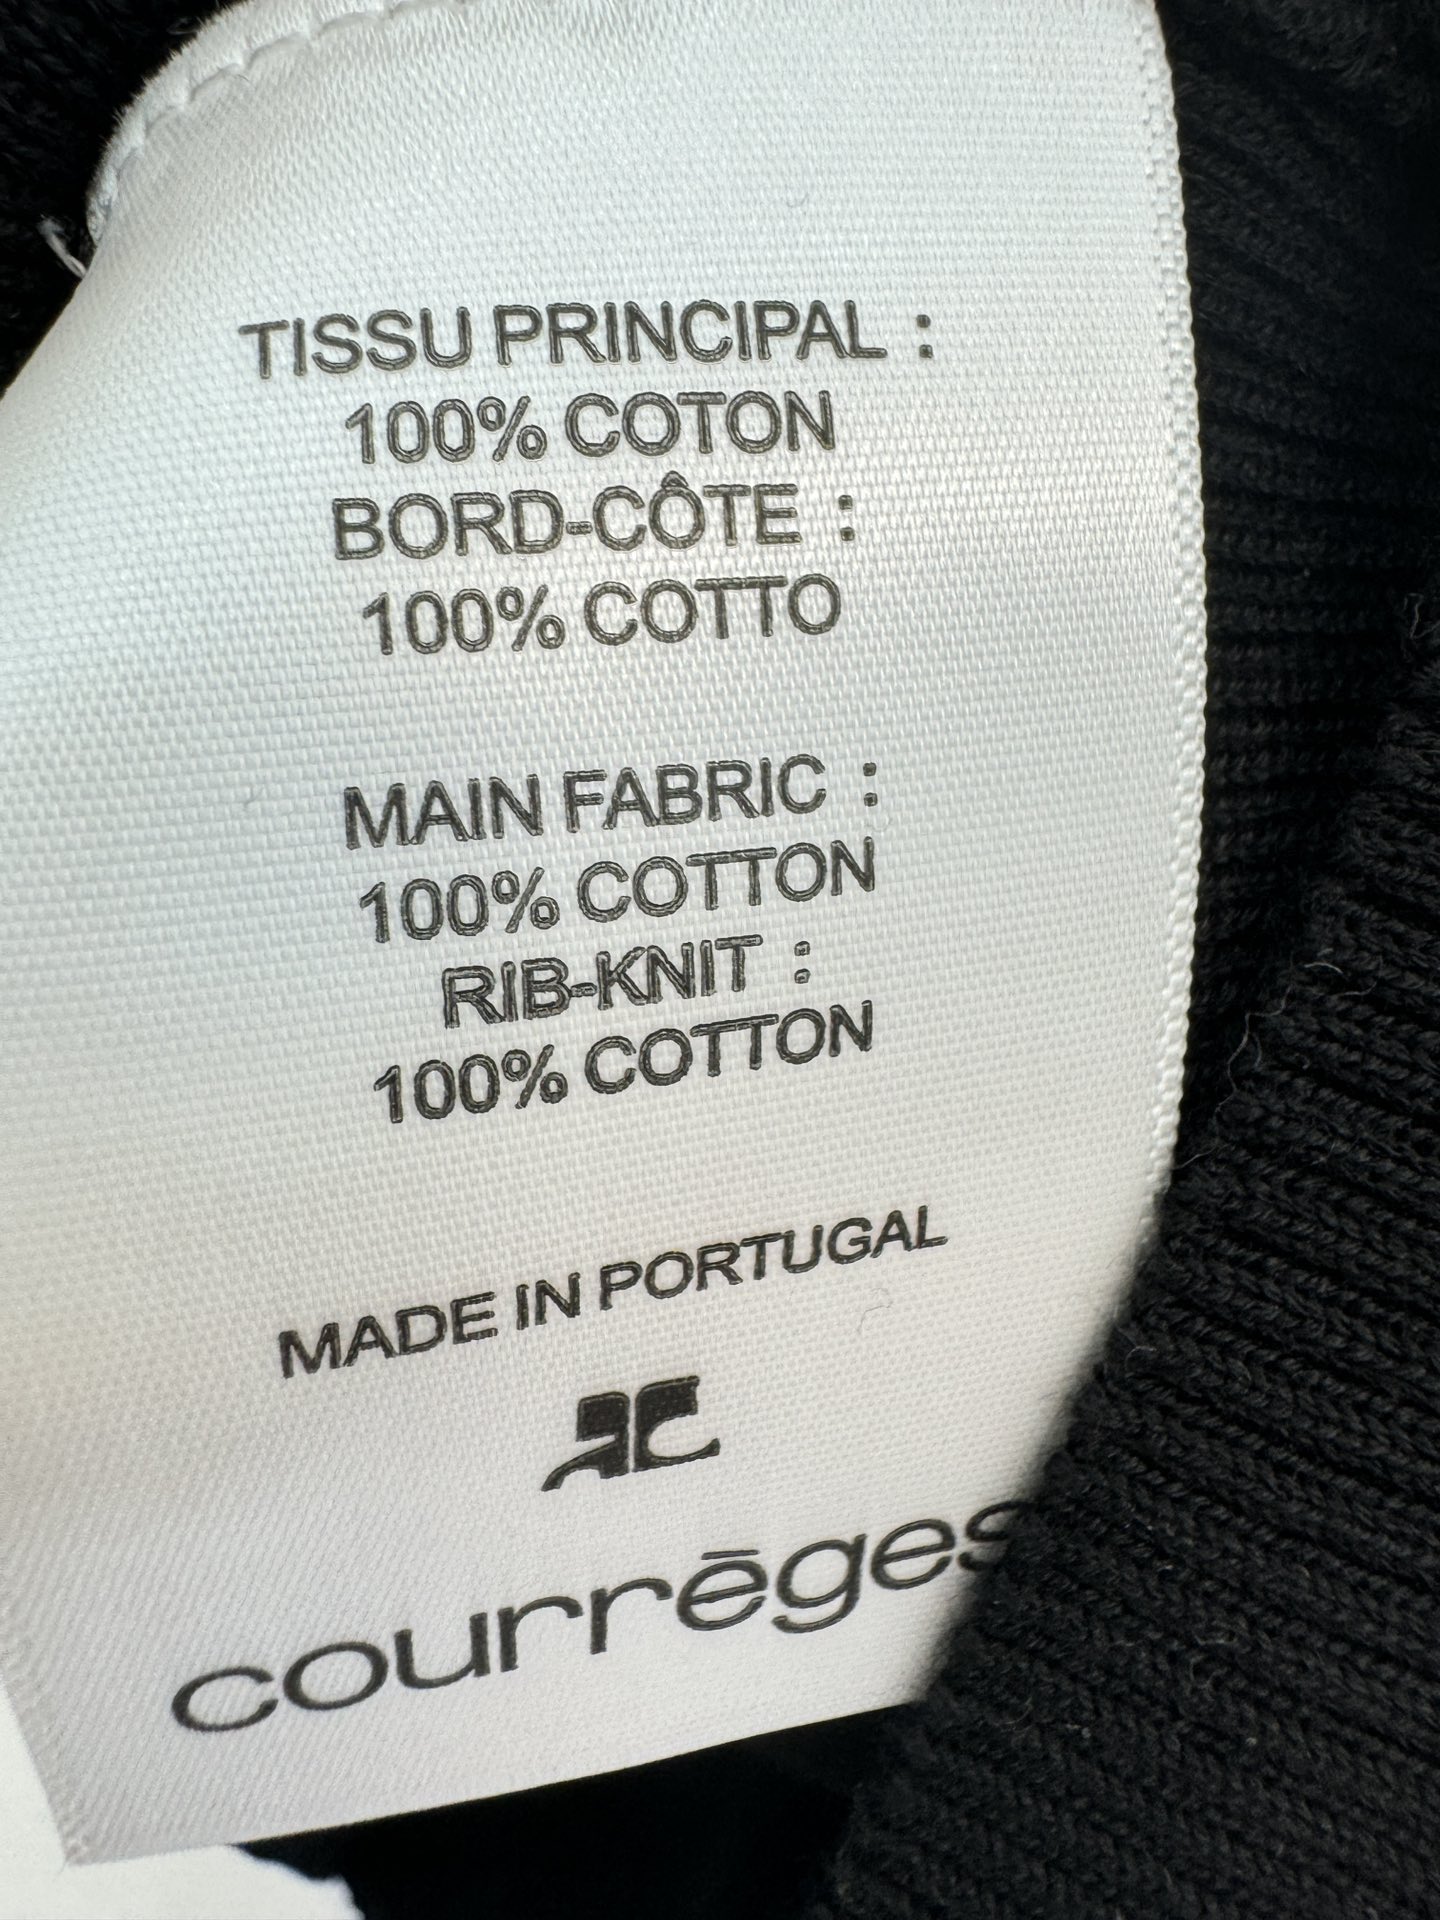 TISSU PRINCIPAL :
100% COTON
BORD-CÔTE :
100% COTTO
MAIN FABRIC :
100% COTTON
RIB-KNIT :
100% COTTON
MADE IN PORTUGAL
AC
courrēges